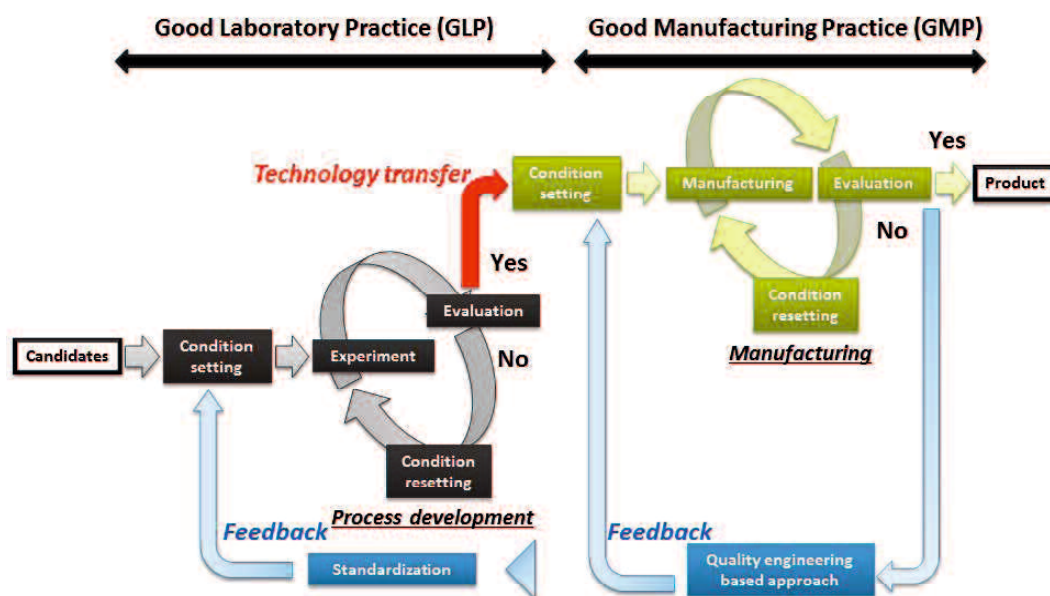 Good Laboratory Practice (GLP)
Good Manufacturing Practice (GMP)
Yes
Technology transfer
Condition
setting
Manufacturing
Evaluation
Product
No
Yes
Condition
resetting
Evaluation
Manufacturing
Candidates
Condition
setting
Experiment
No
Condition
resetting
Process development
Feedback
Feedback
Standardization
Quality engineering
based approach